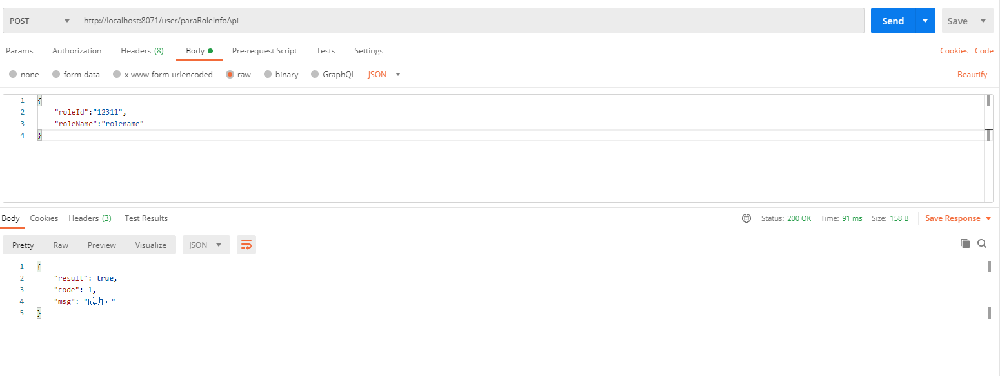 POST http://localhost:8071/user/paraRoleInfoApi Send Save
Params Authorization Headers (8) Body Pre-request Script Tests Settings Cookies Code
none form-data x-www-form-urlencoded raw binary GraphQL JSON Beautify
1 {
2 "roleId":"12311",
3 "roleName":"rolename"
4 }
Body Cookies Headers (3) Test Results Status: 200 OK Time: 91 ms Size: 158 B Save Response
Pretty Raw Preview Visualize JSON
1 {
2 "result": true,
3 "code": 1,
4 "msg": "成功。"
5 }